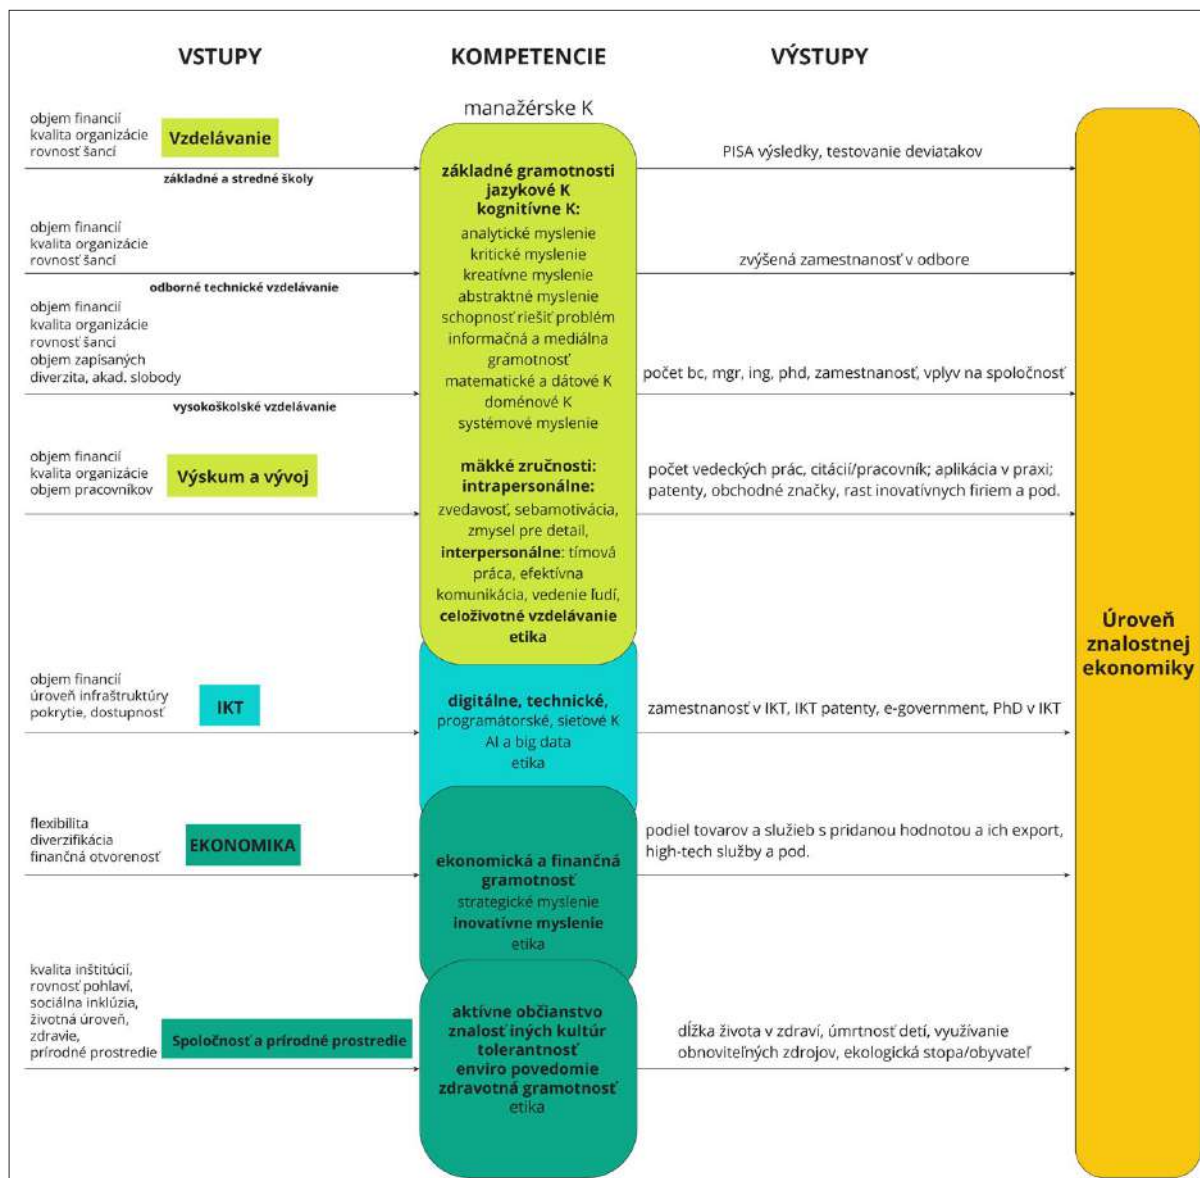 VSTUPY
KOMPETENCIE
VÝSTUPY
manažérske K
objem financií
kvalita organizácie
rovnosť šancí
Vzdelávanie
základné a stredné školy
objem financií
kvalita organizácie
rovnosť šancí
odborné technické vzdelávanie
objem financií
kvalita organizácie
rovnosť šancí
objem zapísaných
diverzita, akad. slobody
vysokoškolské vzdelávanie
objem financií
kvalita organizácie
objem pracovníkov
Výskum a vývoj
základné gramotnosti
jazykové K
kognitívne K:
analytické myslenie
kritické myslenie
kreatívne myslenie
abstraktné myslenie
schopnosť riešiť problém
informačná a mediálna
gramotnosť
matematické a dátové K
doménové K
systémové myslenie
mäkké zručnosti:
intrapersonálne:
zvedavosť, sebamotivácia,
zmysel pre detail,
interpersonálne: tímová
práca, efektívna
komunikácia, vedenie ľudí,
celoživotné vzdelávanie
etika
PISA výsledky, testovanie deviatakov
zvýšená zamestnanosť v odbore
počet bc, mgr, ing, phd, zamestnanosť, vplyv na spoločnosť
počet vedeckých prác, citácií/pracovník; aplikácia v praxi;
patenty, obchodné značky, rast inovatívnych firiem a pod.
objem financií
úroveň infraštruktúry
pokrytie, dostupnosť
IKT
digitálne, technické,
programátorské, sieťové K
AI a big data
etika
zamestnanosť v IKT, IKT patenty, e-government, PhD v IKT
flexibilita
diverzifikácia
finančná otvorenosť
EKONOMIKA
ekonomická a finančná
gramotnosť
strategické myslenie
inovatívne myslenie
etika
podiel tovarov a služieb s pridanou hodnotou a ich export,
high-tech služby a pod.
kvalita inštitúcií,
rovnosť pohlaví,
sociálna inklúzia,
životná úroveň,
zdravie,
prírodné prostredie
Spoločnosť a prírodné prostredie
aktívne občianstvo
znalosť iných kultúr
tolerantnosť
enviro povedomie
zdravotná gramotnosť
etika
dĺžka života v zdraví, úmrtnosť detí, využívanie
obnoviteľných zdrojov, ekologická stopa/obyvateľ
Úroveň
znalostnej
ekonomiky